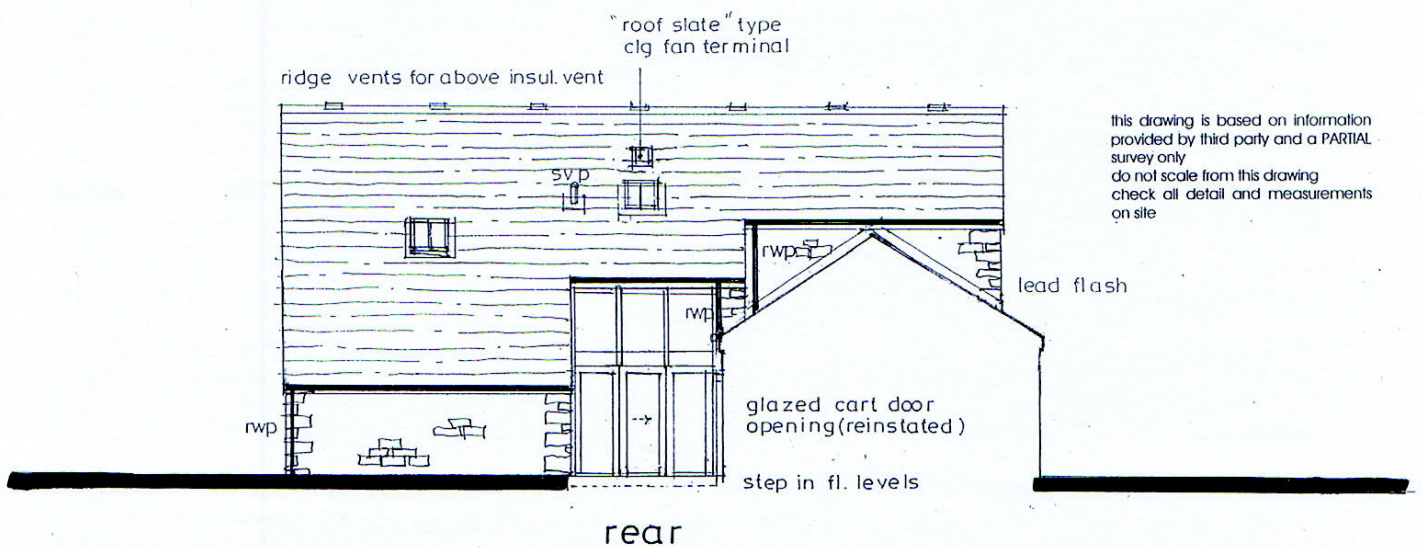 "roof slate" type
clg fan terminal
ridge vents for above insul. vent
this drawing is based on information
provided by third party and a PARTIAL
survey only
do not scale from this drawing
check all detail and measurements
on site
svp
rwp
lead flash
rwp
glazed cart door
opening (reinstated)
rwp
step in fl. levels
rear